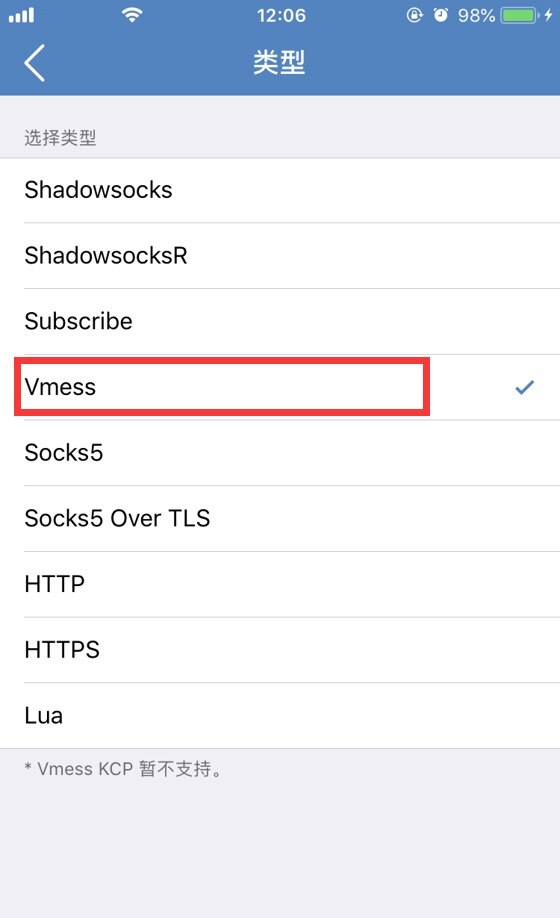 12:06 98%
类型
选择类型
Shadowsocks
ShadowsocksR
Subscribe
Vmess
Socks5
Socks5 Over TLS
HTTP
HTTPS
Lua
* Vmess KCP 暂不支持。